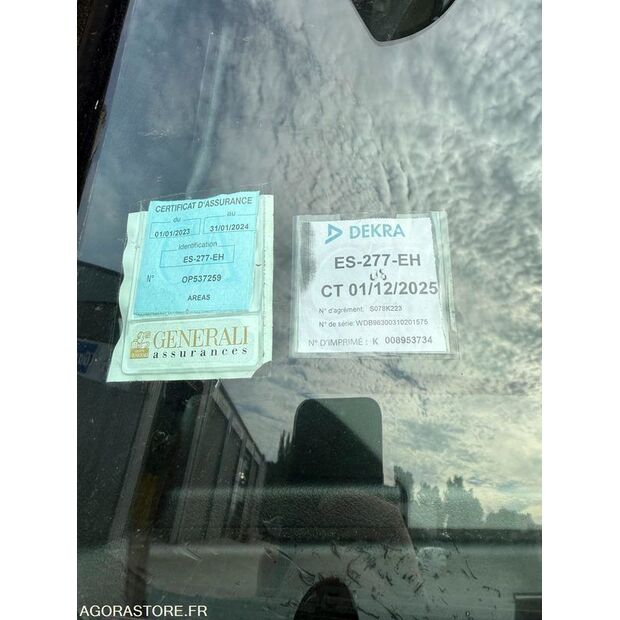 CERTIFICAT D'ASSURANCE
du au
01/01/2023 31/01/2024
Identification
ES-277-EH
N° OP537259
AREAS
GENERALI
assurances
DEKRA
ES-277-EH
CT 01/12/2025
N° d'agrément: S078K223
N° de série: WDB96300310201575
N° D'IMPRIMÉ : K 008953734
AGORASTORE.FR